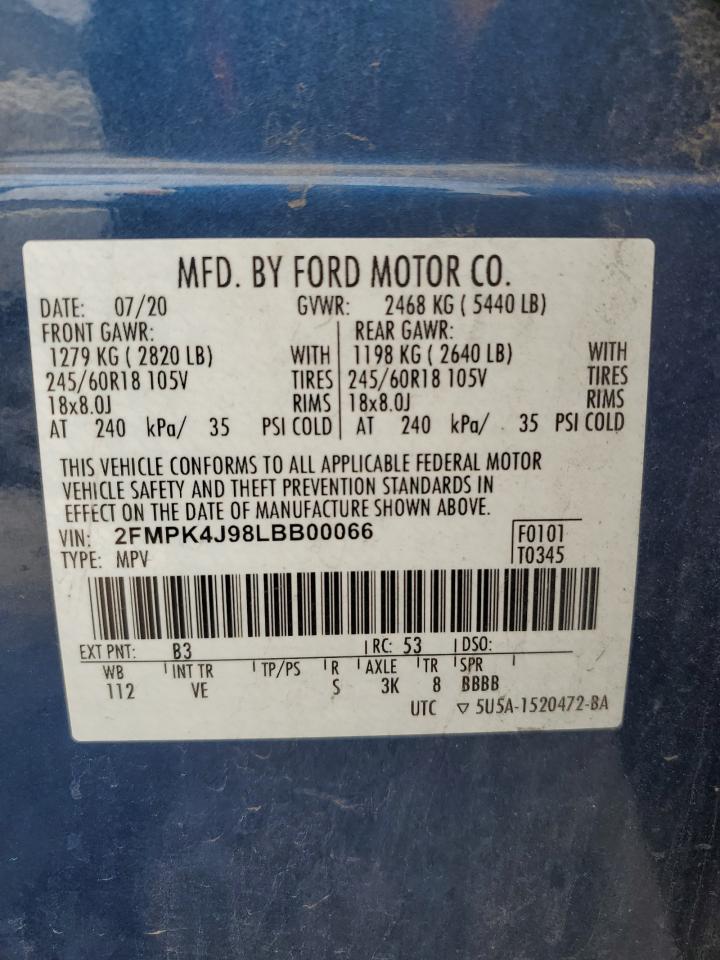 MFD. BY FORD MOTOR CO.
DATE: 07/20 GVWR: 2468 KG ( 5440 LB)
FRONT GAWR: REAR GAWR:
1279 KG ( 2820 LB) WITH 1198 KG ( 2640 LB) WITH
245/60R18 105V TIRES 245/60R18 105V TIRES
18x8.0J RIMS 18x8.0J RIMS
AT 240 kPa/ 35 PSI COLD AT 240 kPa/ 35 PSI COLD
THIS VEHICLE CONFORMS TO ALL APPLICABLE FEDERAL MOTOR
VEHICLE SAFETY AND THEFT PREVENTION STANDARDS IN
EFFECT ON THE DATE OF MANUFACTURE SHOWN ABOVE.
VIN: 2FMPK4J98LBB00066 F0101
TYPE: MPV T0345
EXT PNT: B3 RC: 53 DSO:
WB INT TR TP/PS R AXLE TR SPR
112 VE S 3K 8 BBBB
UTC ▽ 5U5A-1520472-BA